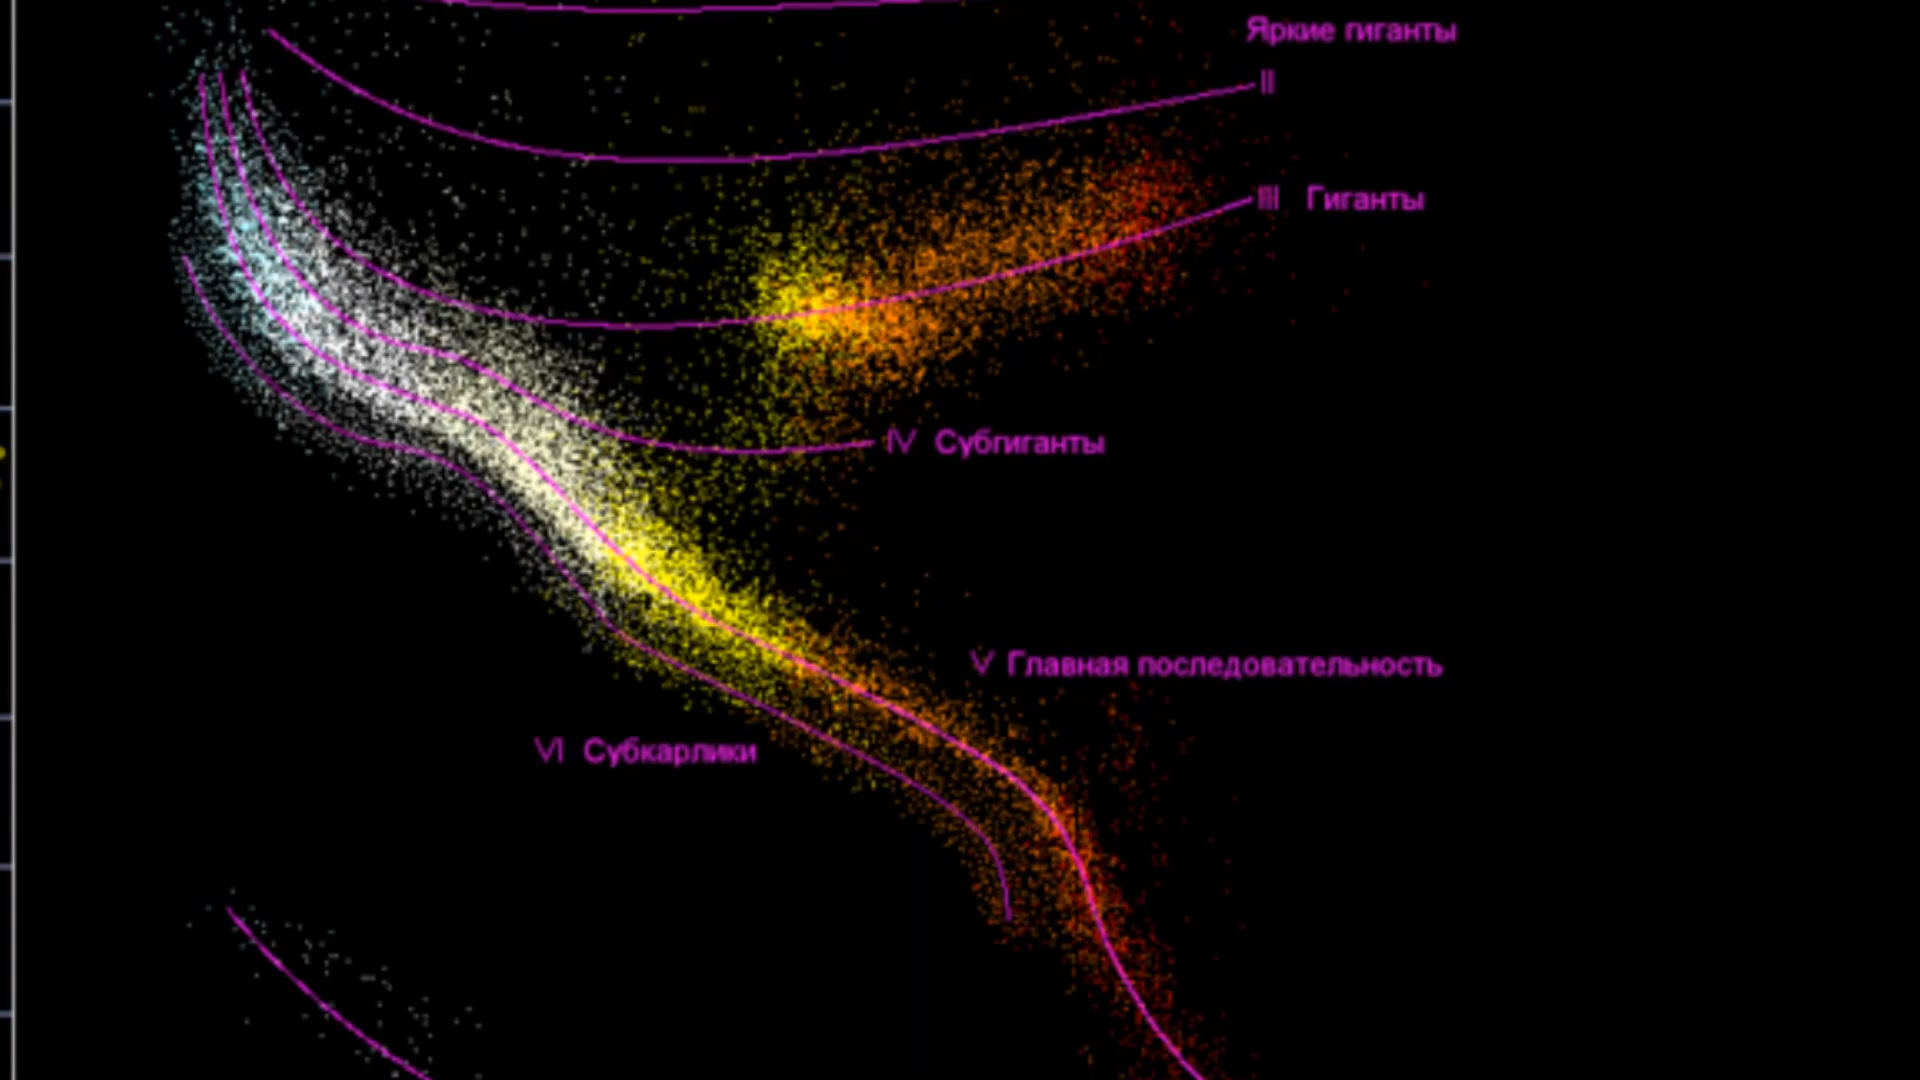 Яркие гиганты
II
III Гиганты
IV Субгиганты
V Главная последовательность
VI Субкарлики